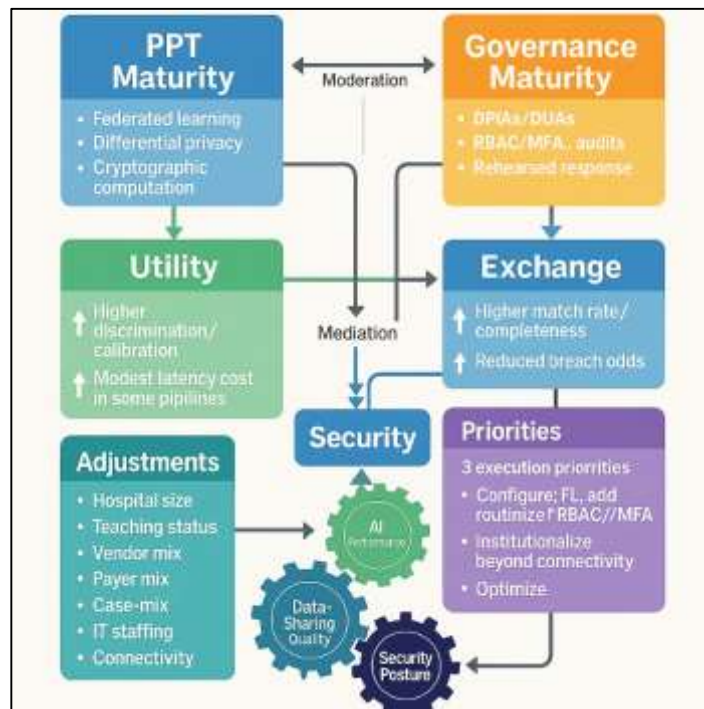 PPT
Maturity
• Federated learning
• Differential privacy
• Cryptographic
computation
Moderation
Governance
Maturity
• DPIAs/DUAs
• RBAC/MFA, audits
• Rehearsed response
Utility
Higher
discrimination/
calibration
Modest latency cost
in some pipilines
Mediation
Exchange
Higher match rate/
completeness
Reduced breach odds
Security
Adjustments
• Hospital size
• Teaching status
• Vendor mix
• Payer mix
• Case-mix
• IT staffing
• Connectivity
AI
Data-
Sharing
Quality
Security
Posture
Priorities
3 execution priorrities
• Configure; FL, add
routinize↑RBAC//MFA
• Institutionalize
beyond connectivity
• Optimize